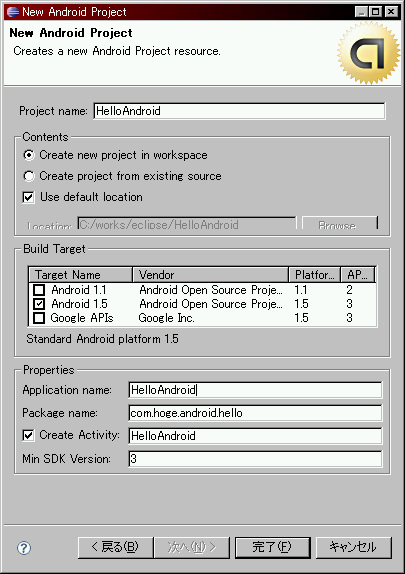 New Android Project
New Android Project
Creates a new Android Project resource.
Project name: HelloAndroid
Contents
Create new project in workspace
Create project from existing source
Use default location
Location: C:/works/eclipse/HelloAndroid Browse
Build Target
Target Name Vendor Platfor... AP...
Android 1.1 Android Open Source Proje... 1.1 2
Android 1.5 Android Open Source Proje... 1.5 3
Google APIs Google Inc. 1.5 3
Standard Android platform 1.5
Properties
Application name: HelloAndroid
Package name: com.hoge.android.hello
Create Activity: HelloAndroid
Min SDK Version: 3
? < 戻る(B) 次へ(N) > 完了(F) キャンセル